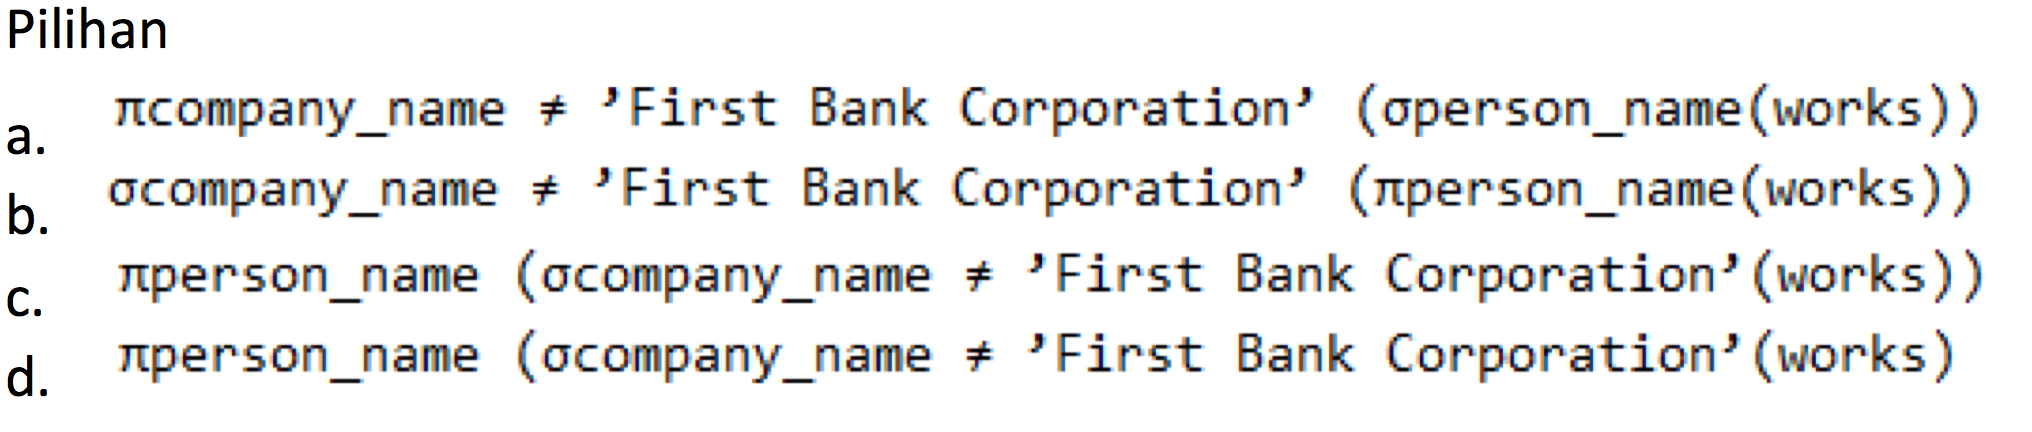 Pilihan
a. πcompany_name ≠ ’First Bank Corporation’ (σperson_name(works))
b. σcompany_name ≠ ’First Bank Corporation’ (πperson_name(works))
c. πperson_name (σcompany_name ≠ ’First Bank Corporation’(works))
d. πperson_name (σcompany_name ≠ ’First Bank Corporation’(works)